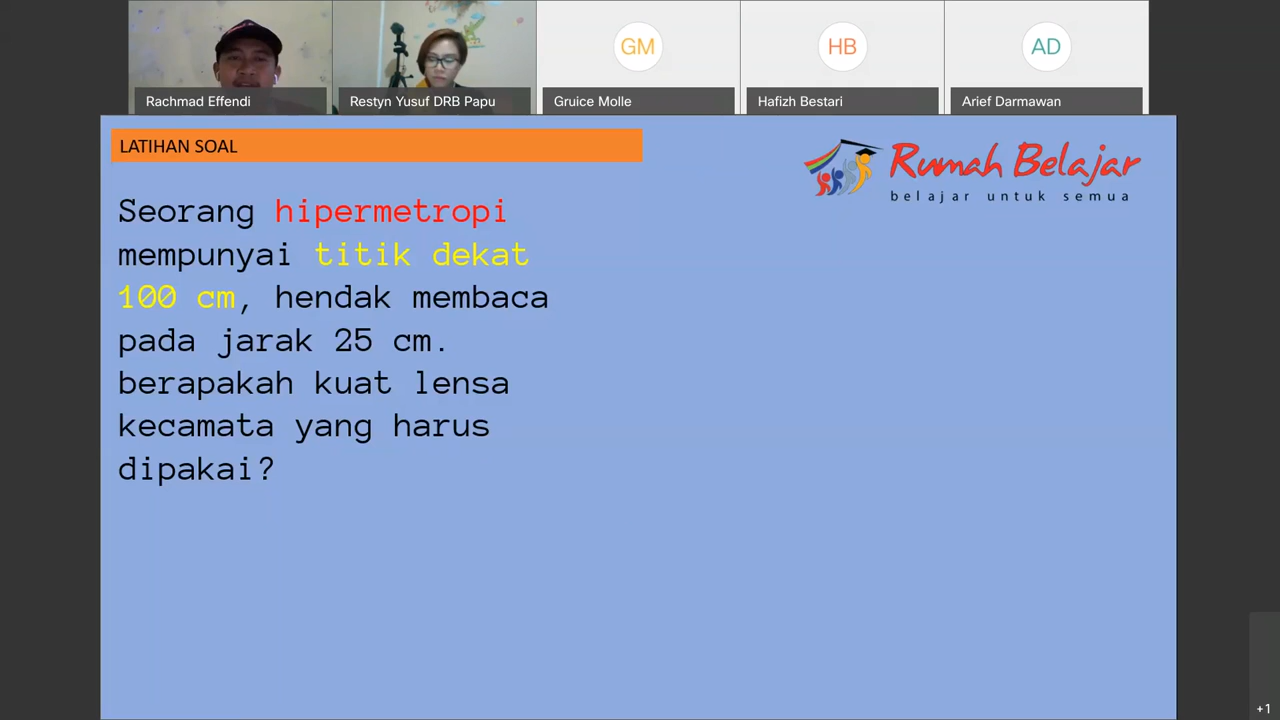 GM
HB
AD
Rachmad Effendi
Restyn Yusuf DRB Papu
Gruice Molle
Hafizh Bestari
Arief Darmawan
LATIHAN SOAL
Rumah Belajar
belajar untuk semua
Seorang hipermetropi
mempunyai titik dekat
100 cm, hendak membaca
pada jarak 25 cm.
berapakah kuat lensa
kecamata yang harus
dipakai?
+1